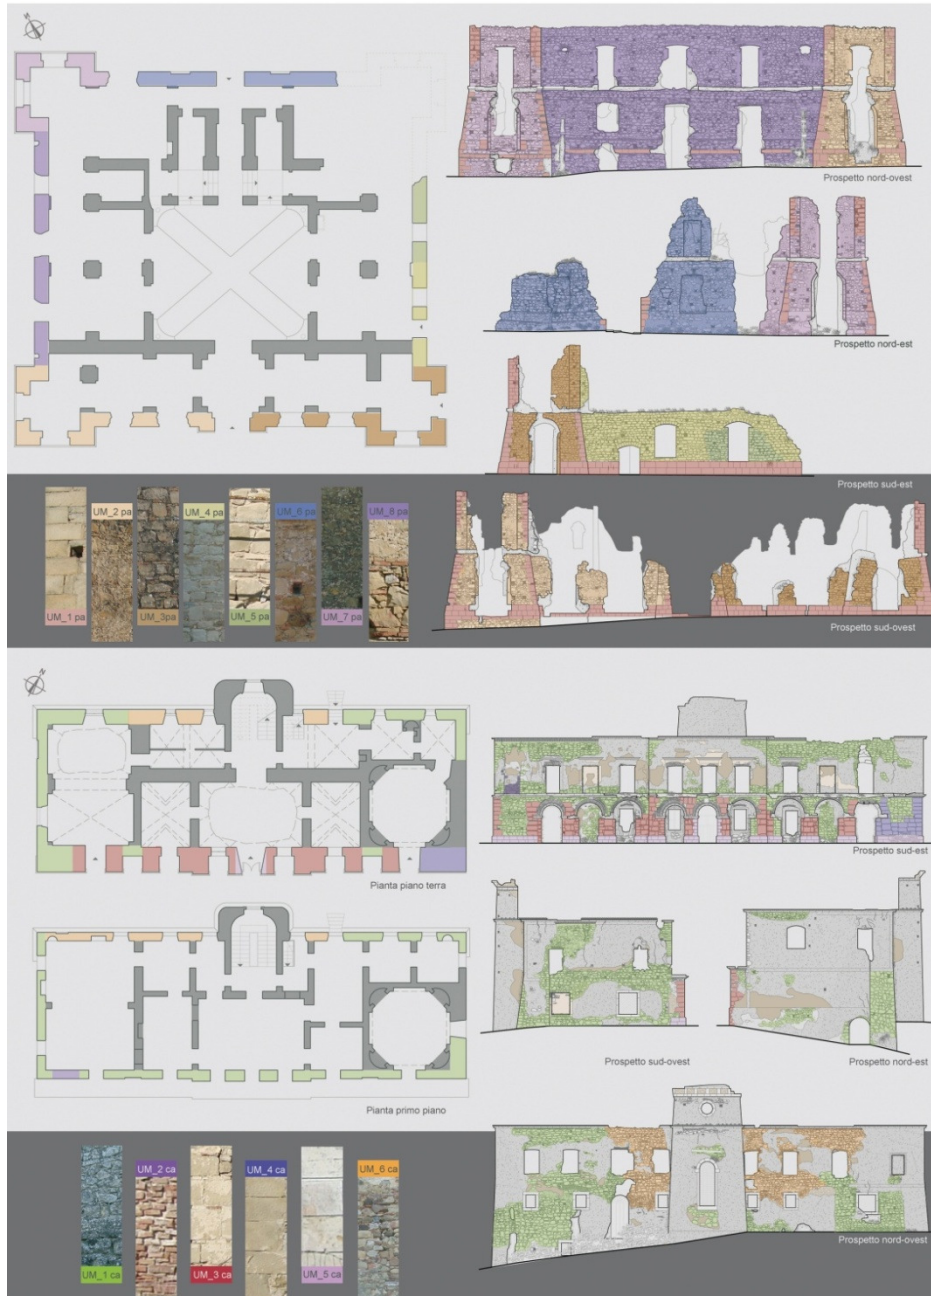 N
Prospetto nord-ovest
Prospetto nord-est
Prospetto sud-est
UM_1 pa
UM_2 pa
UM_3pa
UM_4 pa
UM_5 pa
UM_6 pa
UM_7 pa
UM_8 pa
Prospetto sud-ovest
N
Pianta piano terra
Prospetto sud-est
Pianta primo piano
Prospetto sud-ovest
Prospetto nord-est
UM_1 ca
UM_2 ca
UM_3 ca
UM_4 ca
UM_5 ca
UM_6 ca
Prospetto nord-ovest